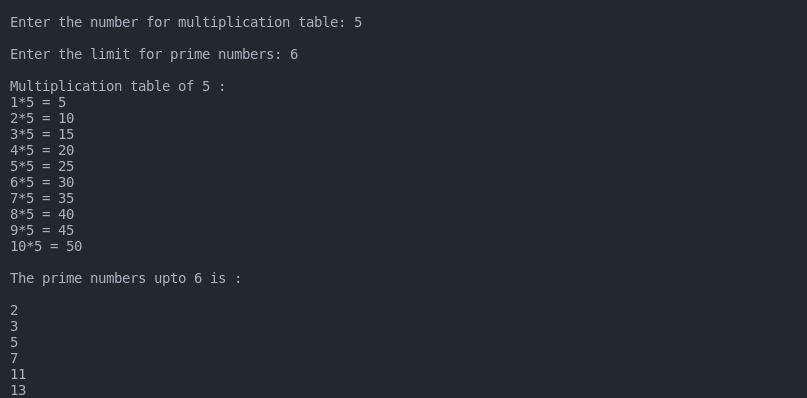 Enter the number for multiplication table: 5
Enter the limit for prime numbers: 6
Multiplication table of 5 :
1*5 = 5
2*5 = 10
3*5 = 15
4*5 = 20
5*5 = 25
6*5 = 30
7*5 = 35
8*5 = 40
9*5 = 45
10*5 = 50
The prime numbers upto 6 is :
2
3
5
7
11
13